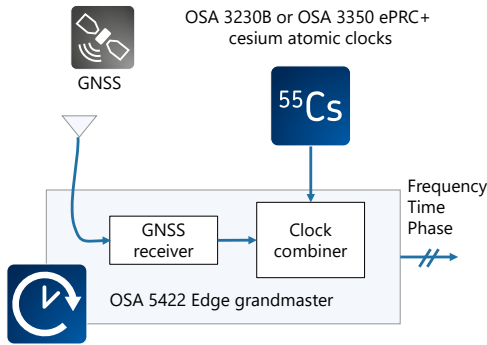 OSA 3230B or OSA 3350 ePRC+
cesium atomic clocks
GNSS
⁵⁵Cs
Frequency
Time
Phase
GNSS
receiver
Clock
combiner
OSA 5422 Edge grandmaster